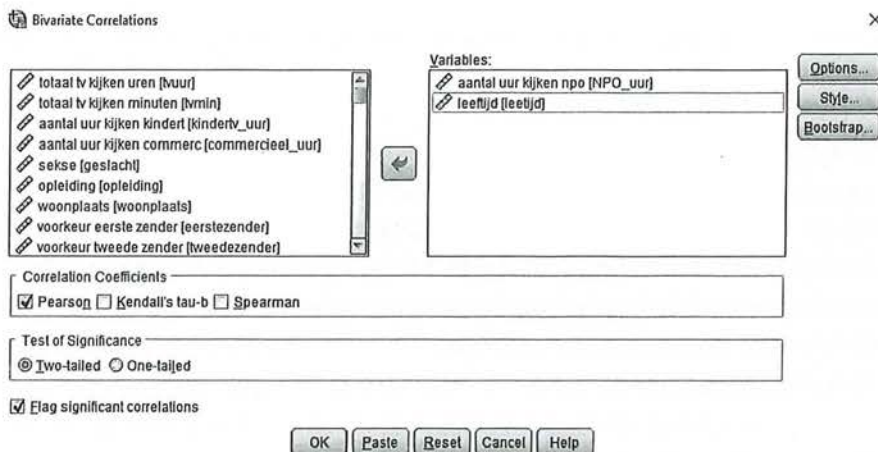 Bivariate Correlations
Variables:
totaal tv kijken uren [tvuur]
totaal tv kijken minuten [tvmin]
aantal uur kijken kindert [kindertv_uur]
aantal uur kijken commerc [commercieel_uur]
sekse [geslacht]
opleiding [opleiding]
woonplaats [woonplaats]
voorkeur eerste zender [eerstezender]
voorkeur tweede zender [tweedezender]
aantal uur kijken npo [NPO_uur]
leeftijd [leetijd]
Options...
Style...
Bootstrap...
Correlation Coefficients
Pearson Kendall's tau-b Spearman
Test of Significance
Two-tailed One-tailed
Flag significant correlations
OK Paste Reset Cancel Help